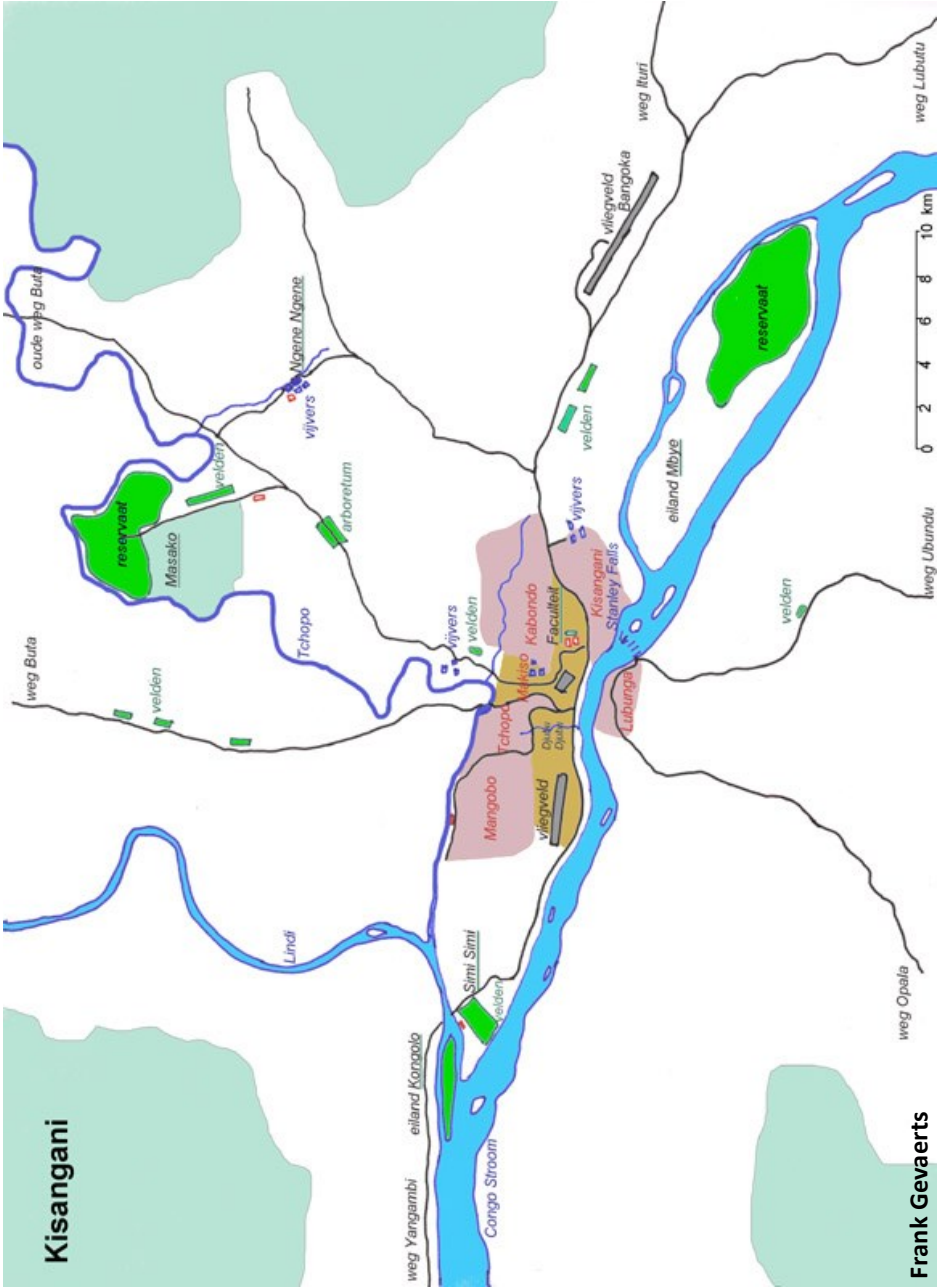 Kisangani
weg Buta
oude weg Buta
reservaat
velden
Masako
velden
Lindi
Tchopo
Ngene Ngene
vijvers
arboretum
weg Yangambi
eiland Kongolo
vijvers
velden
Simi Simi
Congo Stroom
velden
Mangobo
Tchopo
Makiso
Kabondo
vliegveld
Faculteit
vijvers
velden
Kisangani
Stanley Falls
vliegveld
Bangoka
Lubunga
weg Ituri
eiland Mbye
reservaat
velden
weg Opala
weg Ubundu
weg Lubutu
0 2 4 6 8 10 km
Frank Gevaerts